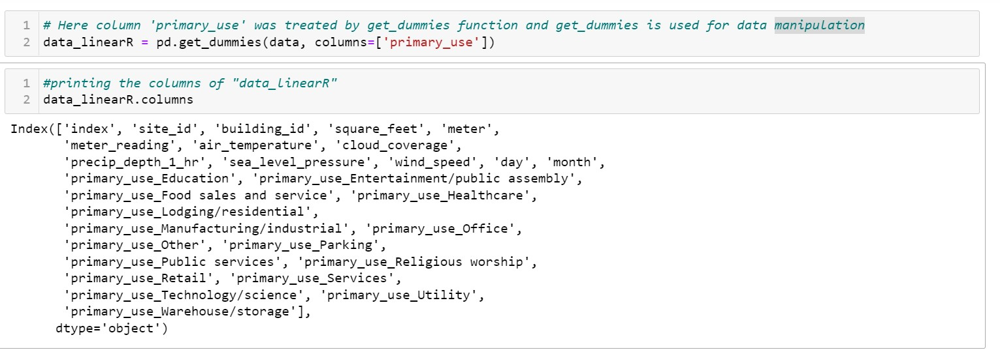 1 # Here column 'primary_use' was treated by get_dummies function and get_dummies is used for data manipulation
2 data_linearR = pd.get_dummies(data, columns=['primary_use'])
1 #printing the columns of "data_linearR"
2 data_linearR.columns
Index(['index', 'site_id', 'building_id', 'square_feet', 'meter',
'meter_reading', 'air_temperature', 'cloud_coverage',
'precip_depth_1_hr', 'sea_level_pressure', 'wind_speed', 'day', 'month',
'primary_use_Education', 'primary_use_Entertainment/public assembly',
'primary_use_Food sales and service', 'primary_use_Healthcare',
'primary_use_Lodging/residential',
'primary_use_Manufacturing/industrial', 'primary_use_Office',
'primary_use_Other', 'primary_use_Parking',
'primary_use_Public services', 'primary_use_Religious worship',
'primary_use_Retail', 'primary_use_Services',
'primary_use_Technology/science', 'primary_use_Utility',
'primary_use_Warehouse/storage'],
dtype='object')